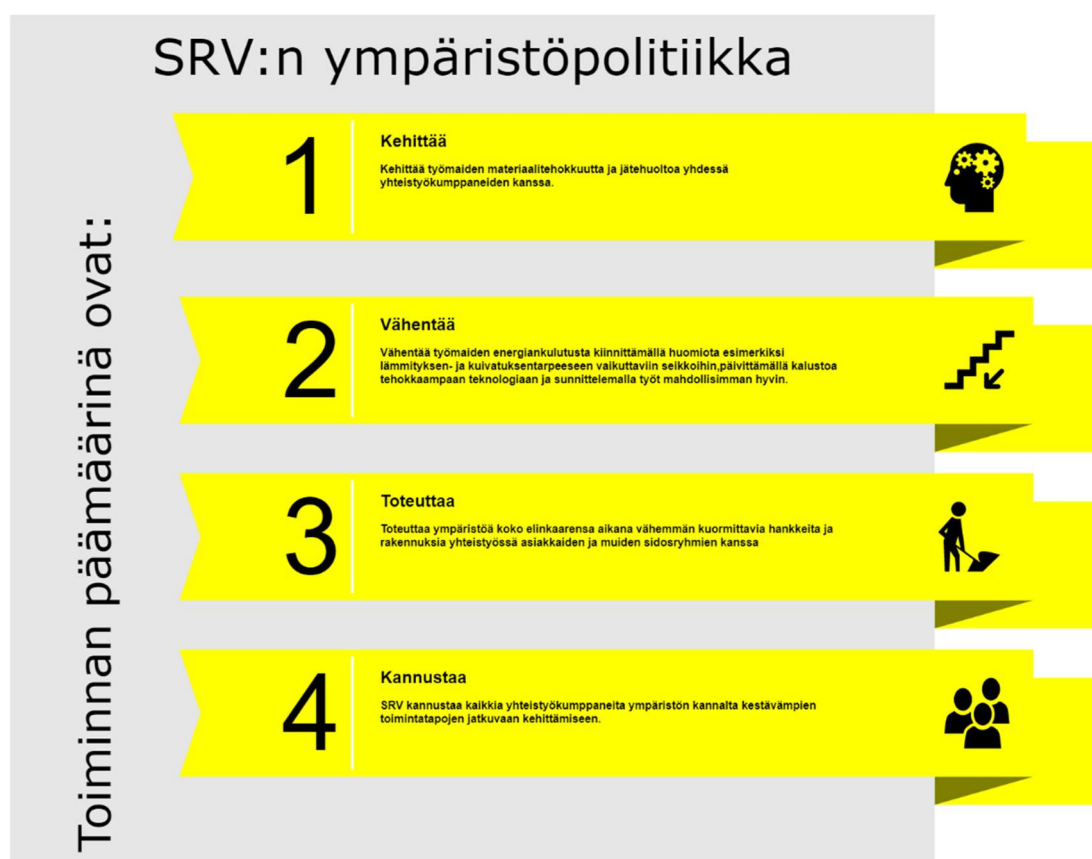 SRV:n ympäristöpolitiikka
Toiminnan päämäärinä ovat:
1
Kehittää
Kehittää työmaiden materiaalitehokkuutta ja jätehuoltoa yhdessä
yhteistyökumppaneiden kanssa.
2
Vähentää
Vähentää työmaiden energiankulutusta kiinnittämällä huomiota esimerkiksi
lämmityksen- ja kuivatuksentarpeeseen vaikuttaviin seikkoihin,päivittämällä kalustoa
tehokkaampaan teknologiaan ja sunnittelemalla työt mahdollisimman hyvin.
3
Toteuttaa
Toteuttaa ympäristöä koko elinkaarensa aikana vähemmän kuormittavia hankkeita ja
rakennuksia yhteistyössä asiakkaiden ja muiden sidosryhmien kanssa
4
Kannustaa
SRV kannustaa kaikkia yhteistyökumppaneita ympäristön kannalta kestävämpien
toimintatapojen jatkuvaan kehittämiseen.